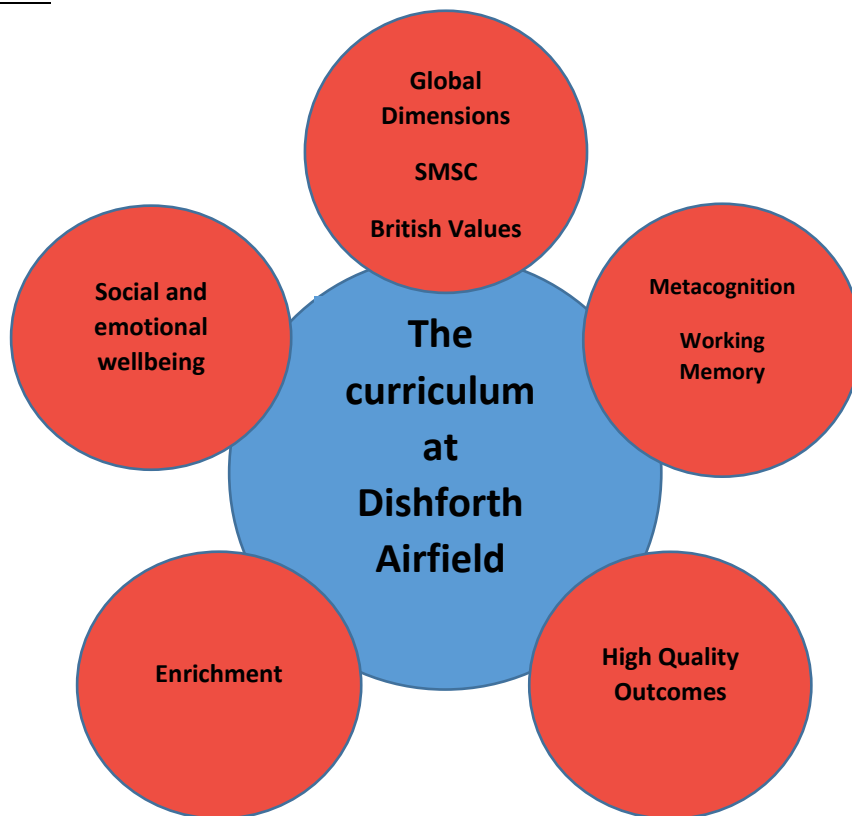 Global
Dimensions
SMSC
British Values
Social and
emotional
wellbeing
Metacognition
Working
Memory
The
curriculum
at
Dishforth
Airfield
Enrichment
High Quality
Outcomes